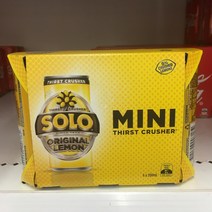 THIRST CRUSHER
SOLO
ORIGINAL
LEMON
MINI
THIRST CRUSHER